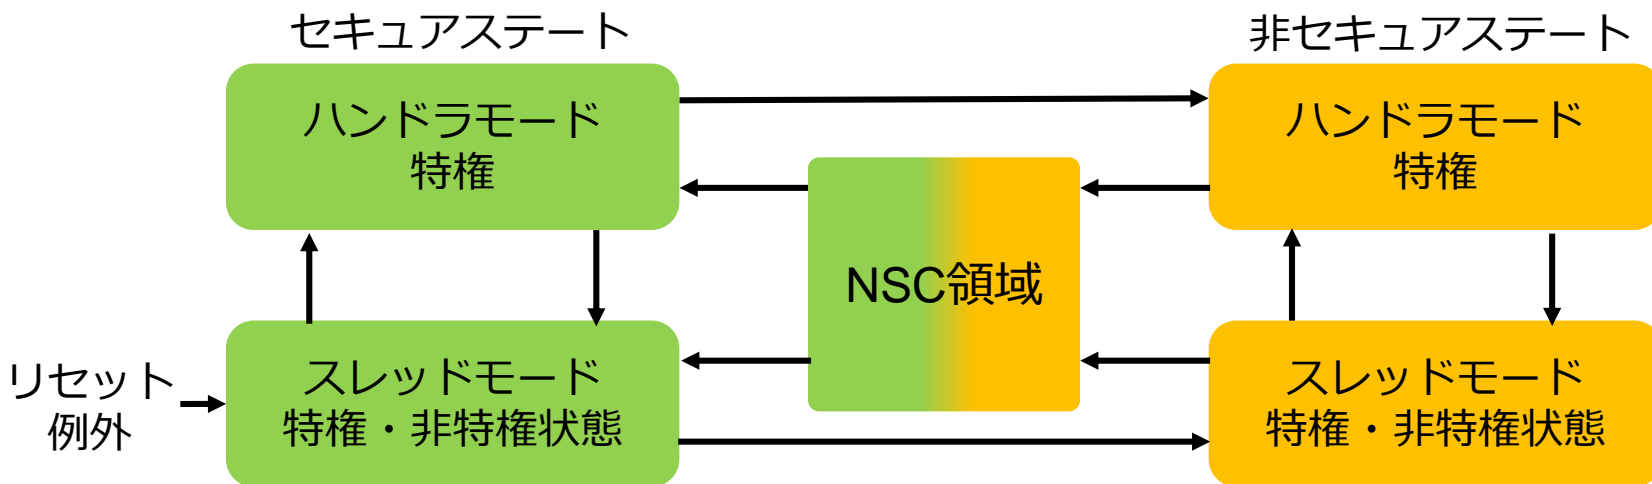 セキュアステート
非セキュアステート
ハンドラモード
特権
ハンドラモード
特権
NSC領域
リセット
例外
スレッドモード
特権・非特権状態
スレッドモード
特権・非特権状態